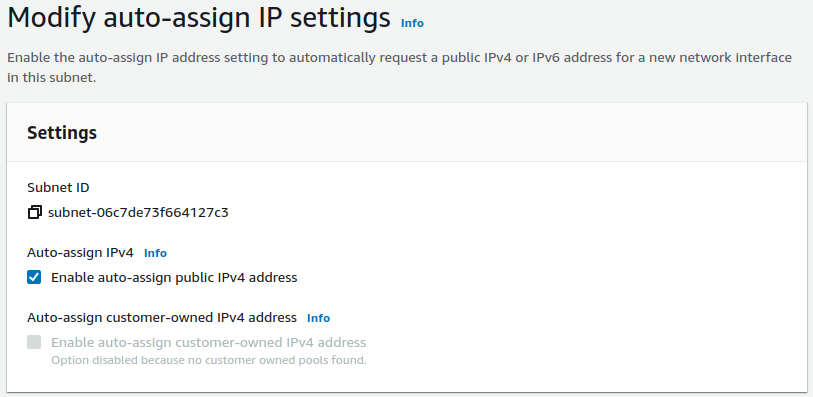 Modify auto-assign IP settings Info
Enable the auto-assign IP address setting to automatically request a public IPv4 or IPv6 address for a new network interface
in this subnet.
Settings
Subnet ID
subnet-06c7de73f664127c3
Auto-assign IPv4 Info
Enable auto-assign public IPv4 address
Auto-assign customer-owned IPv4 address Info
Enable auto-assign customer-owned IPv4 address
Option disabled because no customer owned pools found.